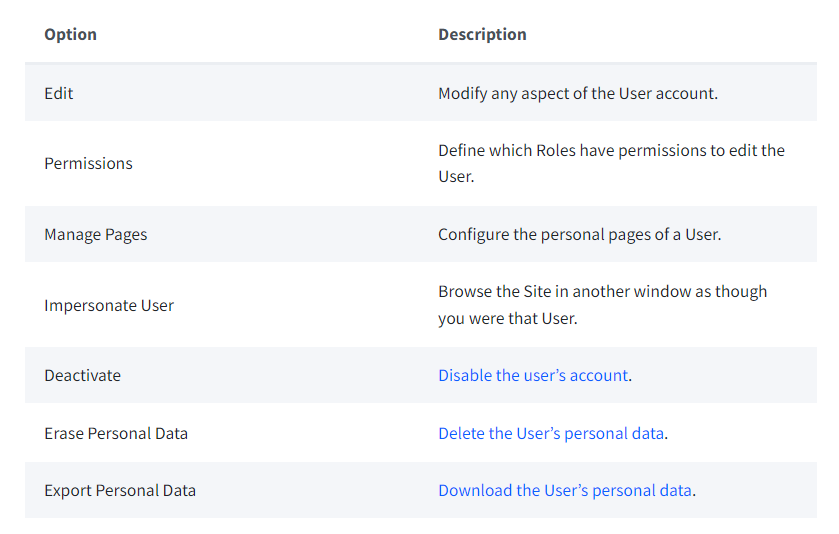 Option Description
Edit Modify any aspect of the User account.
Permissions Define which Roles have permissions to edit the
User.
Manage Pages Configure the personal pages of a User.
Impersonate User Browse the Site in another window as though
you were that User.
Deactivate Disable the user’s account.
Erase Personal Data Delete the User’s personal data.
Export Personal Data Download the User’s personal data.